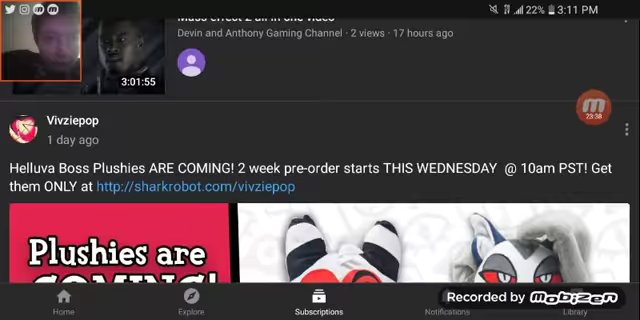 22% 3:11 PM
Mass effect 2 all in one video
Devin and Anthony Gaming Channel · 2 views · 17 hours ago
3:01:55
Vivziepop
1 day ago
23:38
Helluva Boss Plushies ARE COMING! 2 week pre-order starts THIS WEDNESDAY @ 10am PST! Get
them ONLY at http://sharkrobot.com/vivziepop
Plushies are
COMING!
Home
Explore
Subscriptions
Notifications
Library
Recorded by Mobizen